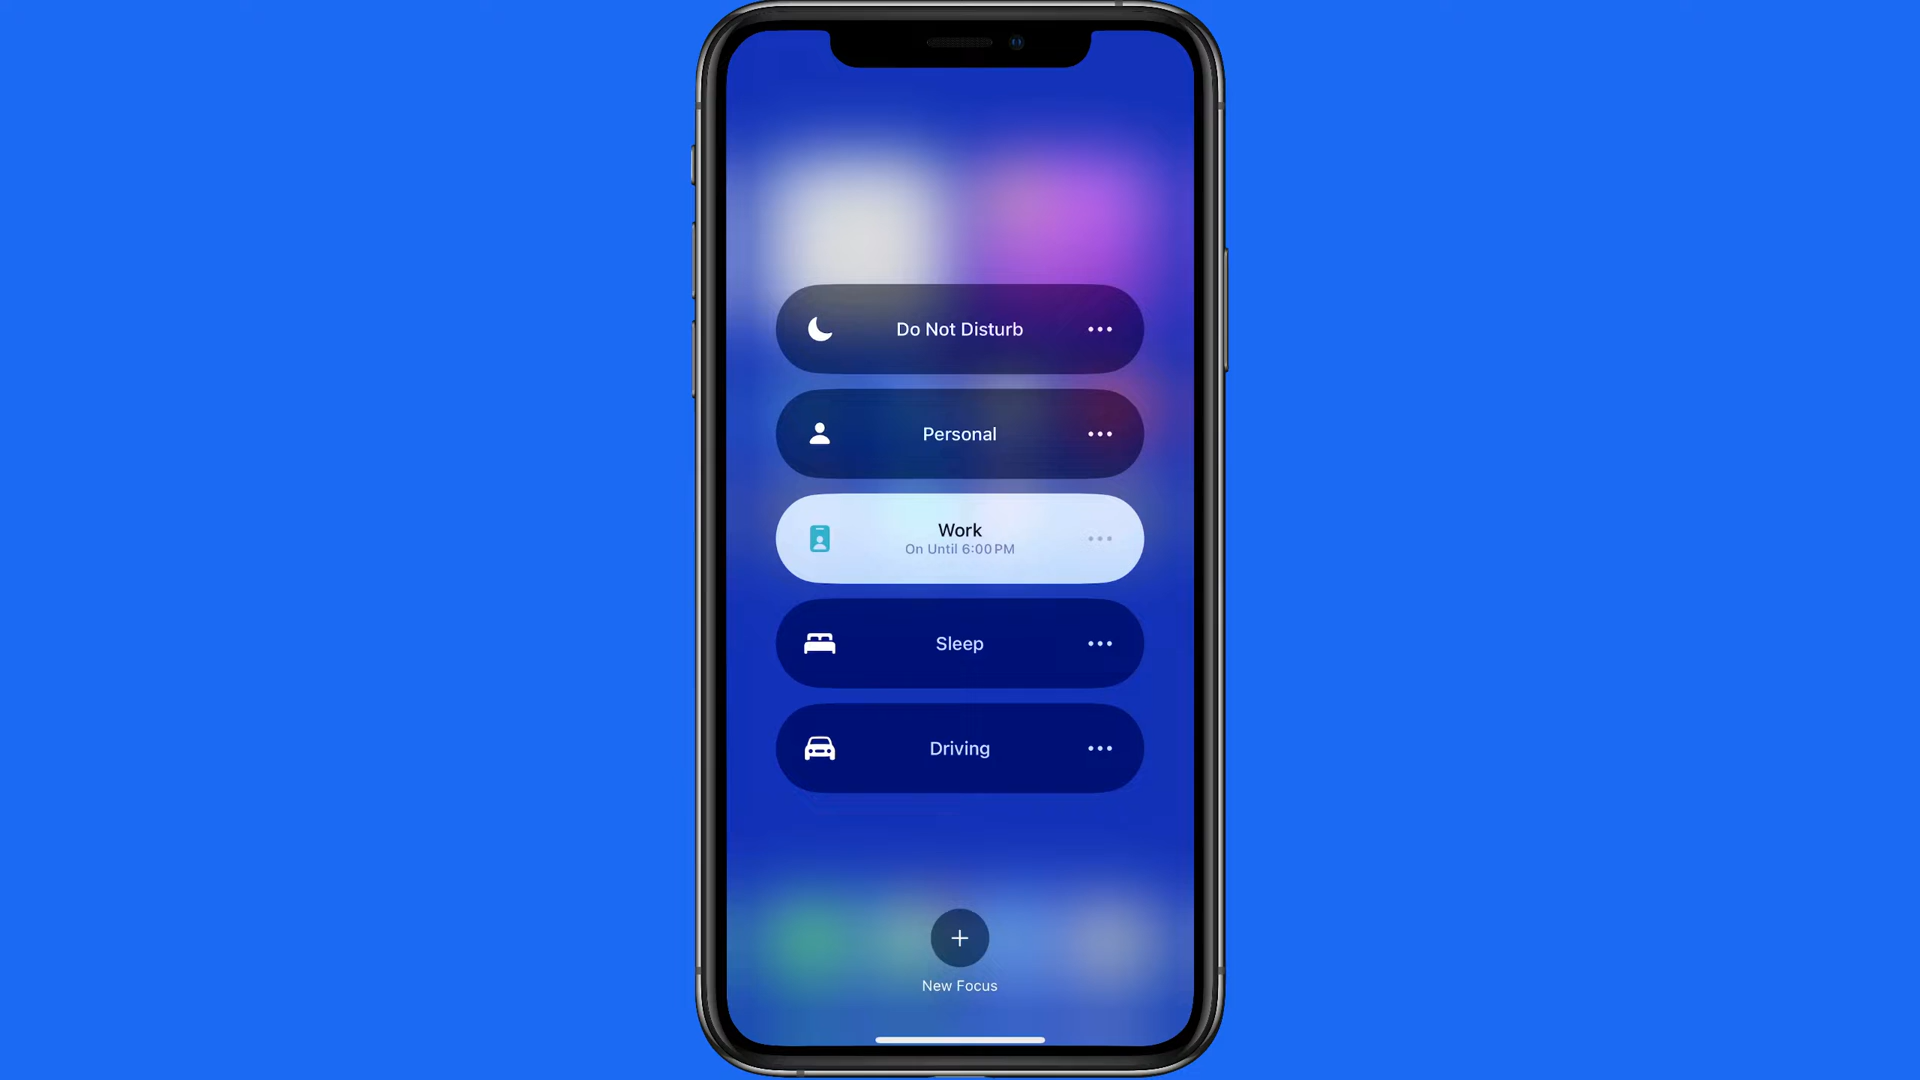 Do Not Disturb
Personal
Work
On Until 6:00 PM
Sleep
Driving
New Focus